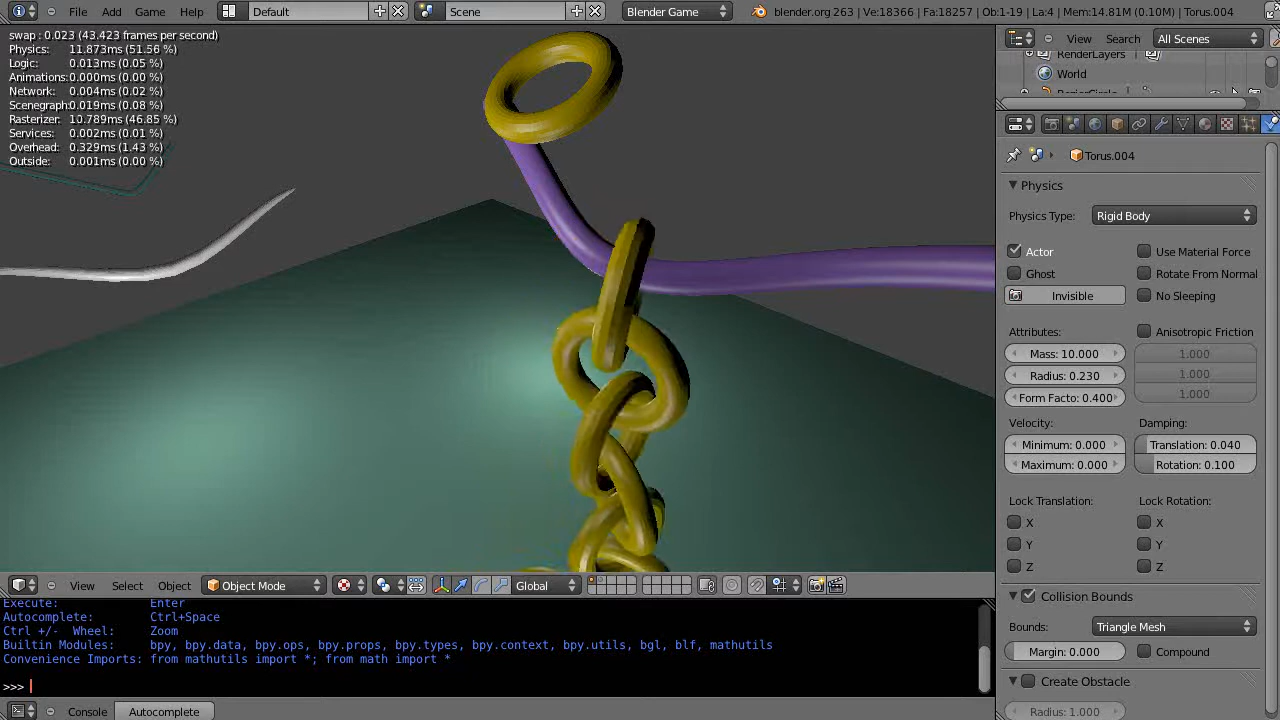 File Add Game Help Default Scene Blender Game blender.org 263 | Ve:18366 | Fa:18257 | Ob:1-19 | La:4 | Mem:14.81M (0.10M) | Torus.004
swap : 0.023 (43.423 frames per second)
Physics: 11.873ms (51.56 %)
Logic: 0.013ms (0.05 %)
Animations: 0.000ms (0.00 %)
Network: 0.004ms (0.02 %)
Scenegraph: 0.019ms (0.08 %)
Rasterizer: 10.789ms (46.85 %)
Services: 0.002ms (0.01 %)
Overhead: 0.329ms (1.43 %)
Outside: 0.001ms (0.00 %)
View Search All Scenes
RenderLayers
World
BezierCircle
Torus.004
Physics
Physics Type: Rigid Body
Actor Use Material Force
Ghost Rotate From Normal
Invisible No Sleeping
Attributes: Anisotropic Friction
Mass: 10.000 1.000
Radius: 0.230 1.000
Form Facto: 0.400 1.000
Velocity: Damping:
Minimum: 0.000 Translation: 0.040
Maximum: 0.000 Rotation: 0.100
Lock Translation: Lock Rotation:
X X
Y Y
Z Z
Collision Bounds
Bounds: Triangle Mesh
Margin: 0.000 Compound
Create Obstacle
Radius: 1.000
View Select Object Object Mode Global
Execute: Enter
Autocomplete: Ctrl+Space
Ctrl +/- Wheel: Zoom
Builtin Modules: bpy, bpy.data, bpy.ops, bpy.props, bpy.types, bpy.context, bpy.utils, bgl, blf, mathutils
Convenience Imports: from mathutils import *; from math import *
>>>
Console Autocomplete